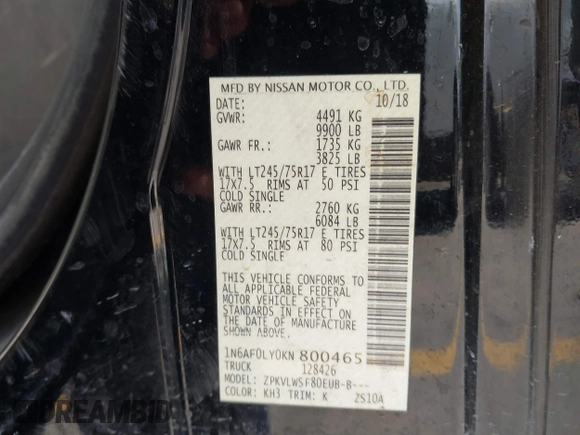 MFD BY NISSAN MOTOR CO., LTD.
DATE: 10/18
GVWR: 4491 KG
9900 LB
GAWR FR.: 1735 KG
3825 LB
WITH LT245/75R17 E TIRES
17X7.5 RIMS AT 50 PSI
COLD SINGLE
GAWR RR.: 2760 KG
6084 LB
WITH LT245/75R17 E TIRES
17X7.5 RIMS AT 80 PSI
COLD SINGLE
THIS VEHICLE CONFORMS TO
ALL APPLICABLE FEDERAL
MOTOR VEHICLE SAFETY
STANDARDS IN EFFECT ON
THE DATE OF MANUFACTURE
SHOWN ABOVE.
1N6AF0LY0KN800465
TRUCK 128426
MODEL: ZPKVLWSF80EUB-B---
COLOR: KH3 TRIM: K ZS10A
FAXVIN.COM